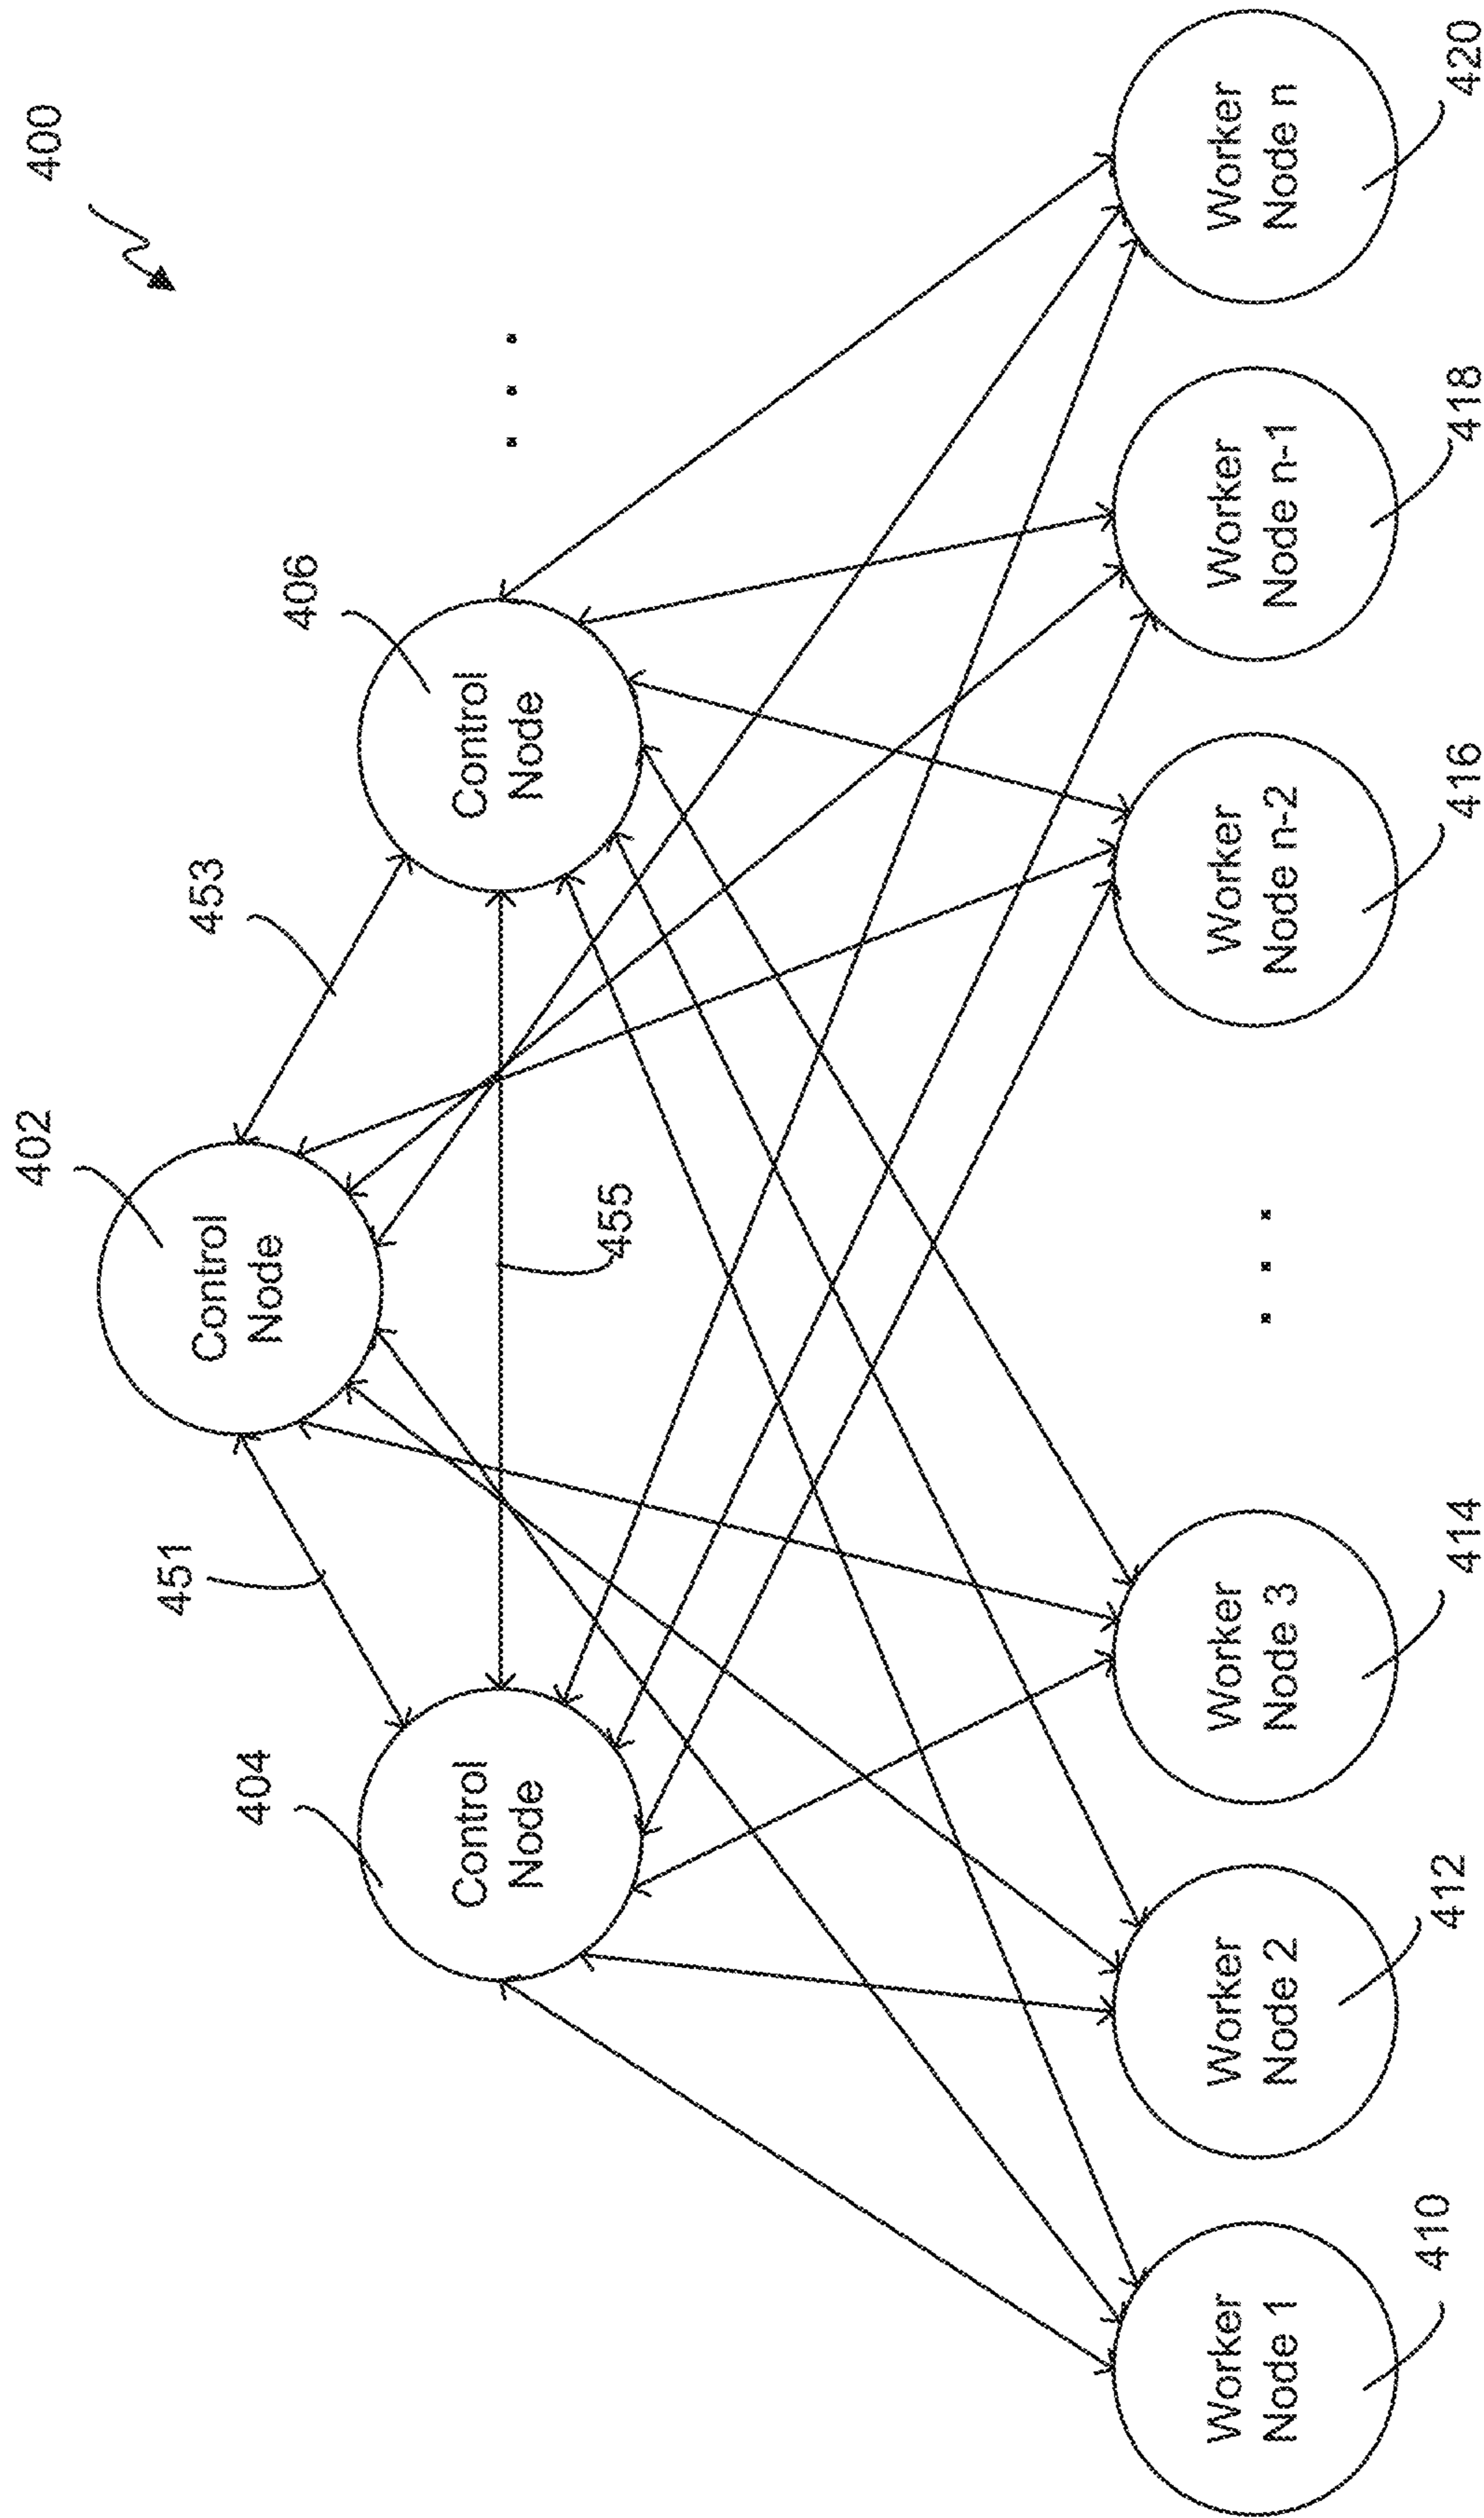 400
402
Control
Node
451
453
404
Control
Node
406
Control
Node
455
Worker
Node 1
Worker
Node 2
Worker
Node 3
Worker
Node n-2
Worker
Node n-1
Worker
Node n
410
412
414
416
418
420